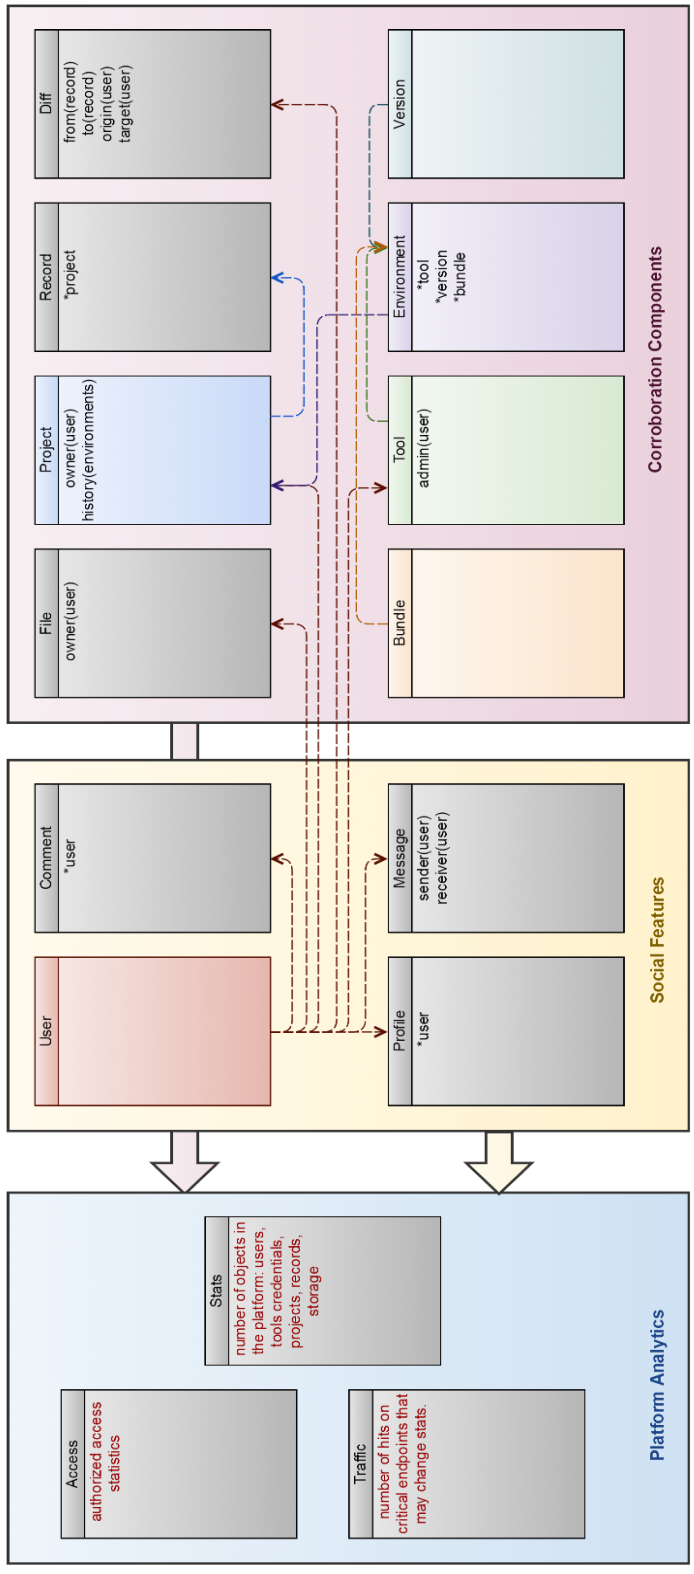 Access
authorized access
statistics
Stats
number of objects in
the platform: users,
tools credentials,
projects, records,
storage
Traffic
number of hits on
critical endpoints that
may change stats.
Platform Analytics
User
Comment
*user
Profile
*user
Message
sender(user)
receiver(user)
Social Features
File
owner(user)
Project
owner(user)
history(environments)
Record
*project
Diff
from(record)
to(record)
origin(user)
target(user)
Bundle
Tool
admin(user)
Environment
*tool
*version
*bundle
Version
Corroboration Components